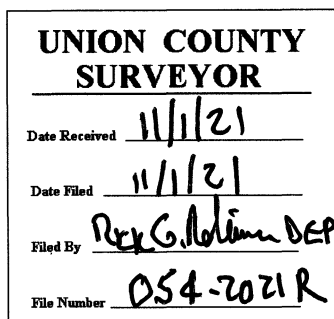 UNION COUNTY
SURVEYOR
Date Received 11/1/21
Date Filed 11/1/21
Filed By Rick G. DEP
File Number 054-2021R